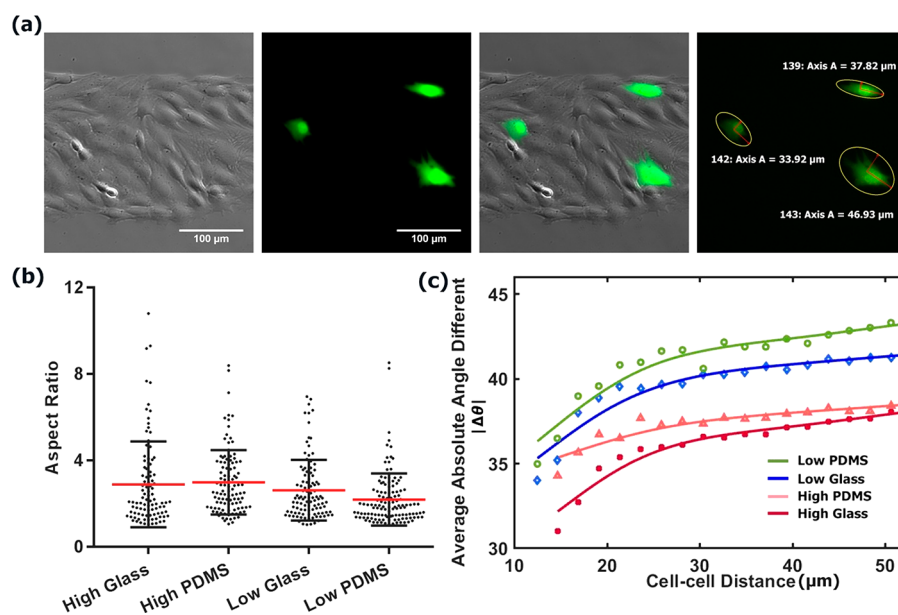 (a)
100 μm
100 μm
139: Axis A = 37.82 μm
142: Axis A = 33.92 μm
143: Axis A = 46.93 μm
(b)
12
8
4
0
Aspect Ratio
High Glass
High PDMS
Low Glass
Low PDMS
(c)
45
40
35
30
Average Absolute Angle Different
|Δθ|
Low PDMS
Low Glass
High PDMS
High Glass
10 20 30 40 50
Cell-cell Distance(μm)